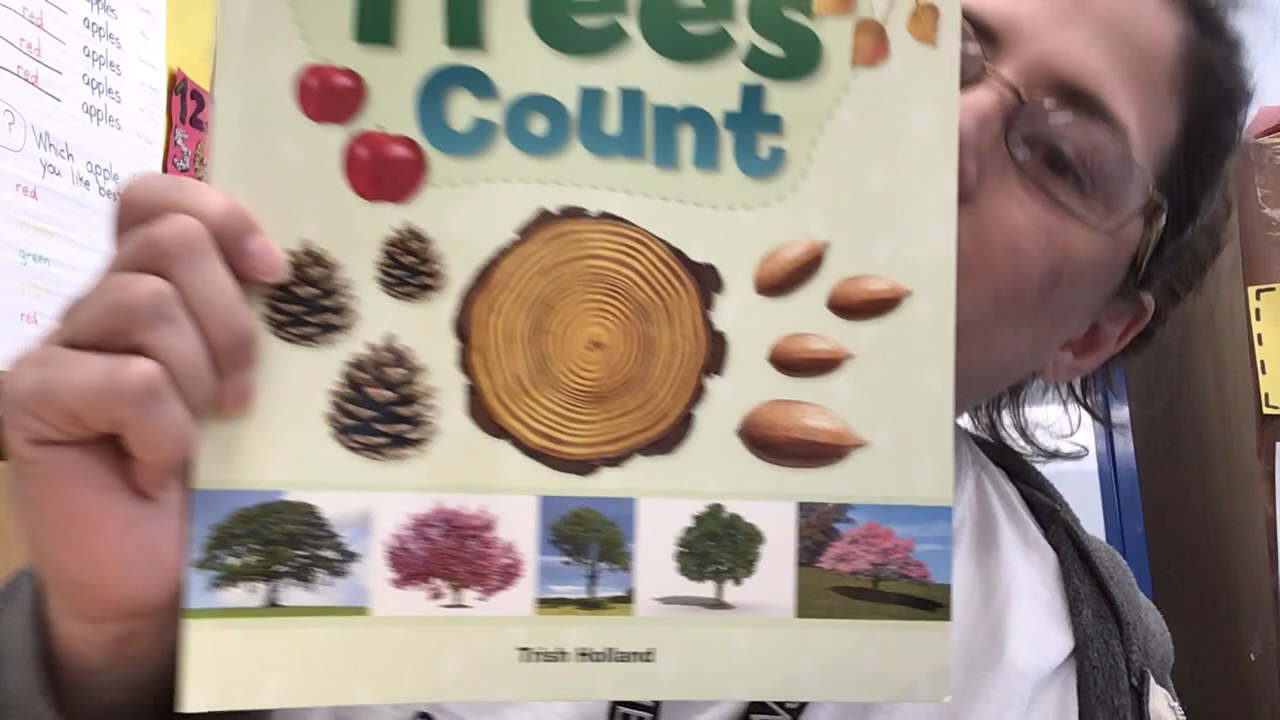 Trees
Count
Trish Holland
red apples
red apples
red apples
apples
?
Which apple
you like best
red
green
red
12